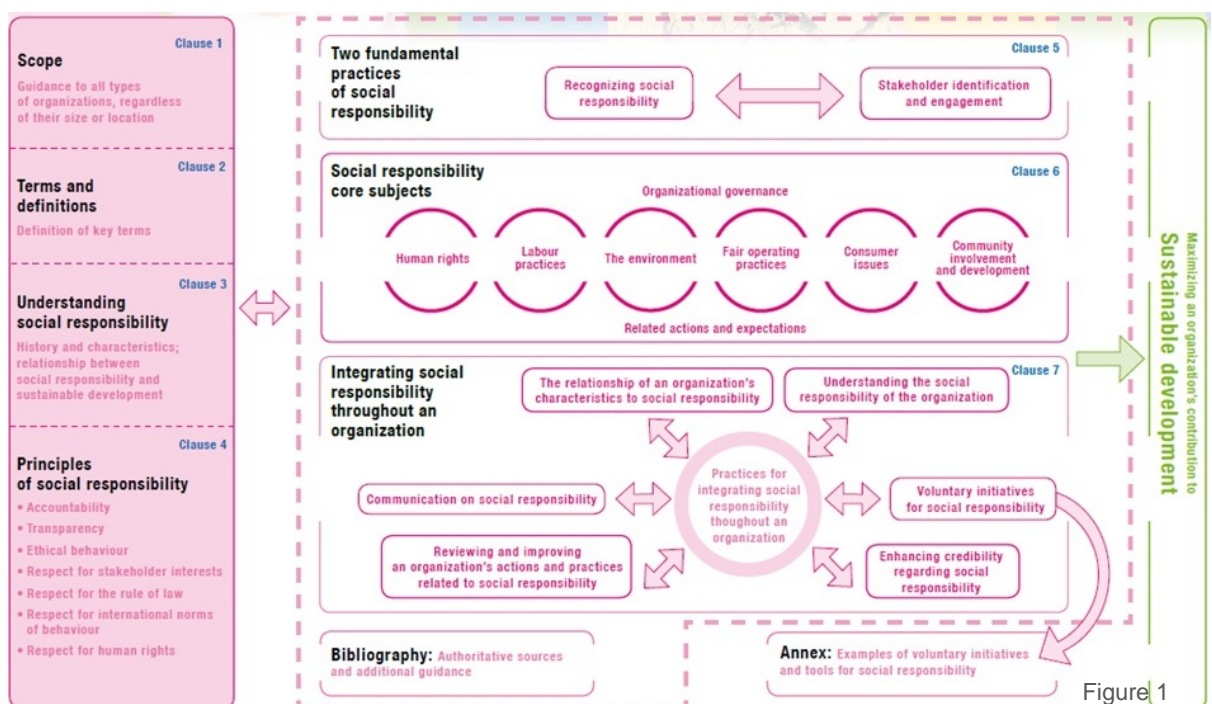 Clause 1
Scope
Guidance to all types
of organizations, regardless
of their size or location
Clause 2
Terms and
definitions
Definition of key terms
Clause 3
Understanding
social responsibility
History and characteristics;
relationship between
social responsibility and
sustainable development
Clause 4
Principles
of social responsibility
• Accountability
• Transparency
• Ethical behaviour
• Respect for stakeholder interests
• Respect for the rule of law
• Respect for international norms
of behaviour
• Respect for human rights
Two fundamental
practices
of social
responsibility
Clause 5
Recognizing social
responsibility
Stakeholder identification
and engagement
Social responsibility
core subjects
Clause 6
Organizational governance
Human rights
Labour
practices
The environment
Fair operating
practices
Consumer
issues
Community
involvement
and development
Related actions and expectations
Integrating social
responsibility
throughout an
organization
Clause 7
The relationship of an organization's
characteristics to social responsibility
Understanding the social
responsibility of the organization
Practices for
integrating social
responsibility
thoughout an
organization
Communication on social responsibility
Voluntary initiatives
for social responsibility
Reviewing and improving
an organization's actions and practices
related to social responsibility
Enhancing credibility
regarding social
responsibility
Bibliography: Authoritative sources
and additional guidance
Annex: Examples of voluntary initiatives
and tools for social responsibility
Maximizing an organization's contribution to
Sustainable development
Figure 1